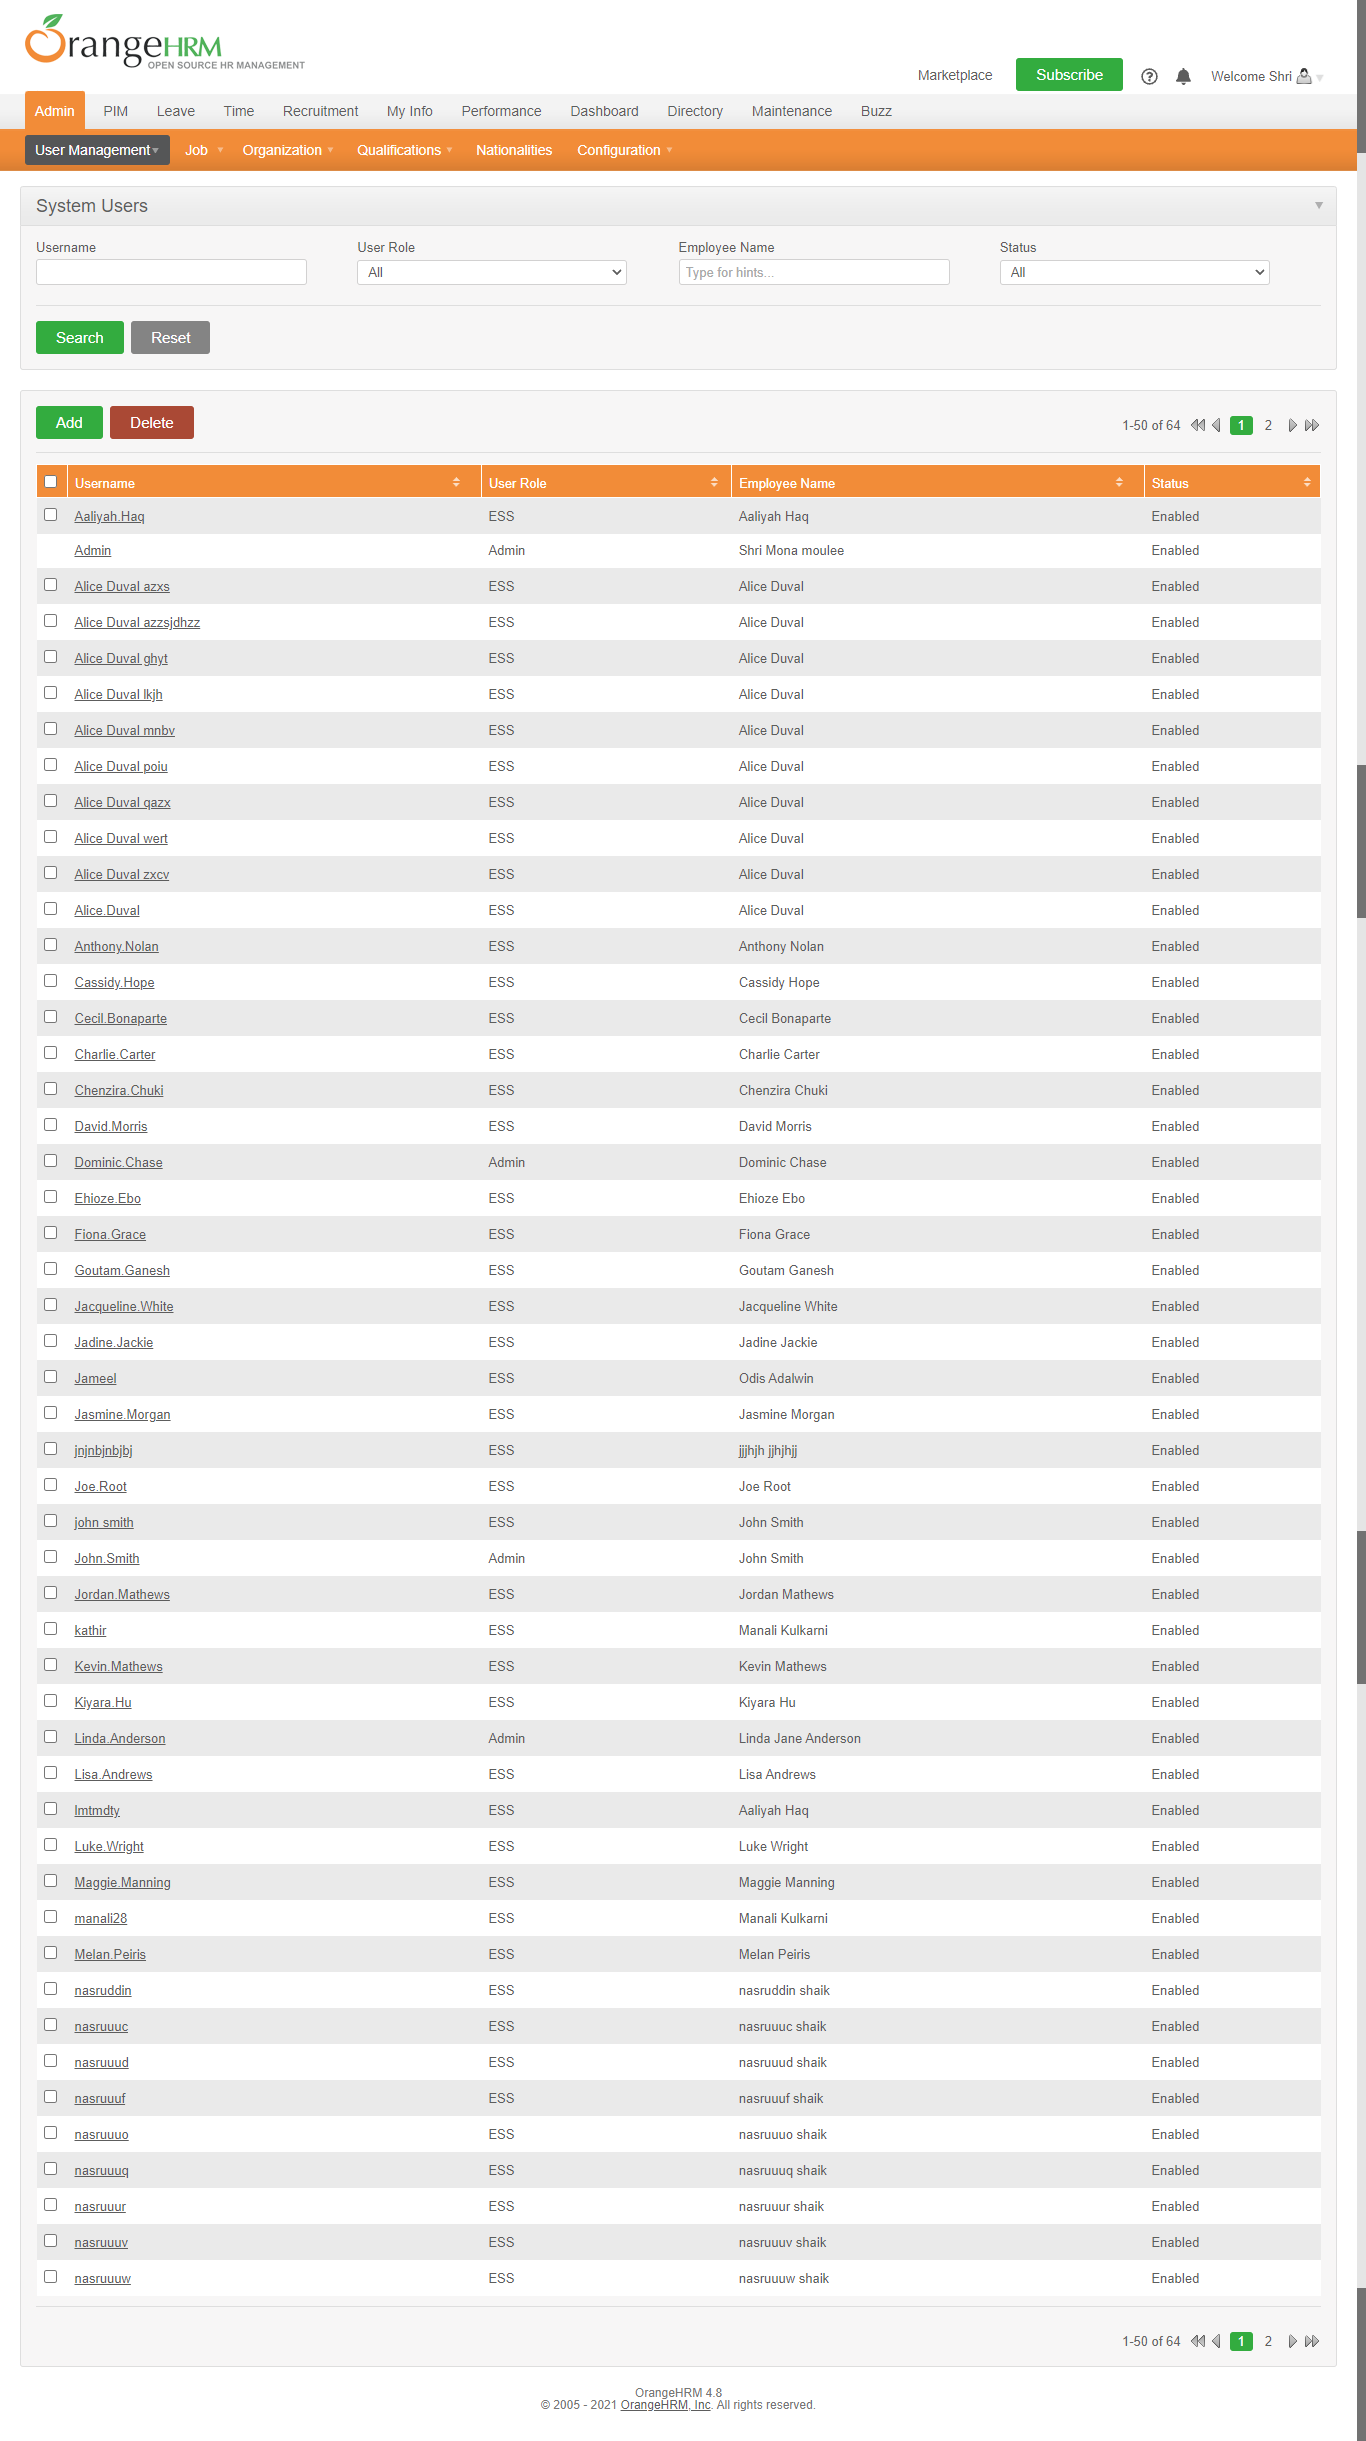 OrangeHRM
OPEN SOURCE HR MANAGEMENT
Marketplace Subscribe Welcome Shri
Admin PIM Leave Time Recruitment My Info Performance Dashboard Directory Maintenance Buzz
User Management Job Organization Qualifications Nationalities Configuration
System Users
Username User Role Employee Name Status
All Type for hints... All
Search Reset
Add Delete
1-50 of 64 1 2
Username User Role Employee Name Status
Aaliyah.Haq ESS Aaliyah Haq Enabled
Admin Admin Shri Mona moulee Enabled
Alice Duval azxs ESS Alice Duval Enabled
Alice Duval azzsjdhzz ESS Alice Duval Enabled
Alice Duval ghyt ESS Alice Duval Enabled
Alice Duval lkjh ESS Alice Duval Enabled
Alice Duval mnbv ESS Alice Duval Enabled
Alice Duval poiu ESS Alice Duval Enabled
Alice Duval qazx ESS Alice Duval Enabled
Alice Duval wert ESS Alice Duval Enabled
Alice Duval zxcv ESS Alice Duval Enabled
Alice.Duval ESS Alice Duval Enabled
Anthony.Nolan ESS Anthony Nolan Enabled
Cassidy.Hope ESS Cassidy Hope Enabled
Cecil.Bonaparte ESS Cecil Bonaparte Enabled
Charlie.Carter ESS Charlie Carter Enabled
Chenzira.Chuki ESS Chenzira Chuki Enabled
David.Morris ESS David Morris Enabled
Dominic.Chase Admin Dominic Chase Enabled
Ehioze.Ebo ESS Ehioze Ebo Enabled
Fiona.Grace ESS Fiona Grace Enabled
Goutam.Ganesh ESS Goutam Ganesh Enabled
Jacqueline.White ESS Jacqueline White Enabled
Jadine.Jackie ESS Jadine Jackie Enabled
Jameel ESS Odis Adalwin Enabled
Jasmine.Morgan ESS Jasmine Morgan Enabled
jnjnbjnbjbj ESS jjjhjh jjhjhjj Enabled
Joe.Root ESS Joe Root Enabled
john smith ESS John Smith Enabled
John.Smith Admin John Smith Enabled
Jordan.Mathews ESS Jordan Mathews Enabled
kathir ESS Manali Kulkarni Enabled
Kevin.Mathews ESS Kevin Mathews Enabled
Kiyara.Hu ESS Kiyara Hu Enabled
Linda.Anderson Admin Linda Jane Anderson Enabled
Lisa.Andrews ESS Lisa Andrews Enabled
lmtmdty ESS Aaliyah Haq Enabled
Luke.Wright ESS Luke Wright Enabled
Maggie.Manning ESS Maggie Manning Enabled
manali28 ESS Manali Kulkarni Enabled
Melan.Peiris ESS Melan Peiris Enabled
nasruddin ESS nasruddin shaik Enabled
nasruuuc ESS nasruuuc shaik Enabled
nasruuud ESS nasruuud shaik Enabled
nasruuuf ESS nasruuuf shaik Enabled
nasruuuo ESS nasruuuo shaik Enabled
nasruuuq ESS nasruuuq shaik Enabled
nasruuur ESS nasruuur shaik Enabled
nasruuuv ESS nasruuuv shaik Enabled
nasruuuw ESS nasruuuw shaik Enabled
1-50 of 64 1 2
OrangeHRM 4.8
© 2005 - 2021 OrangeHRM, Inc. All rights reserved.